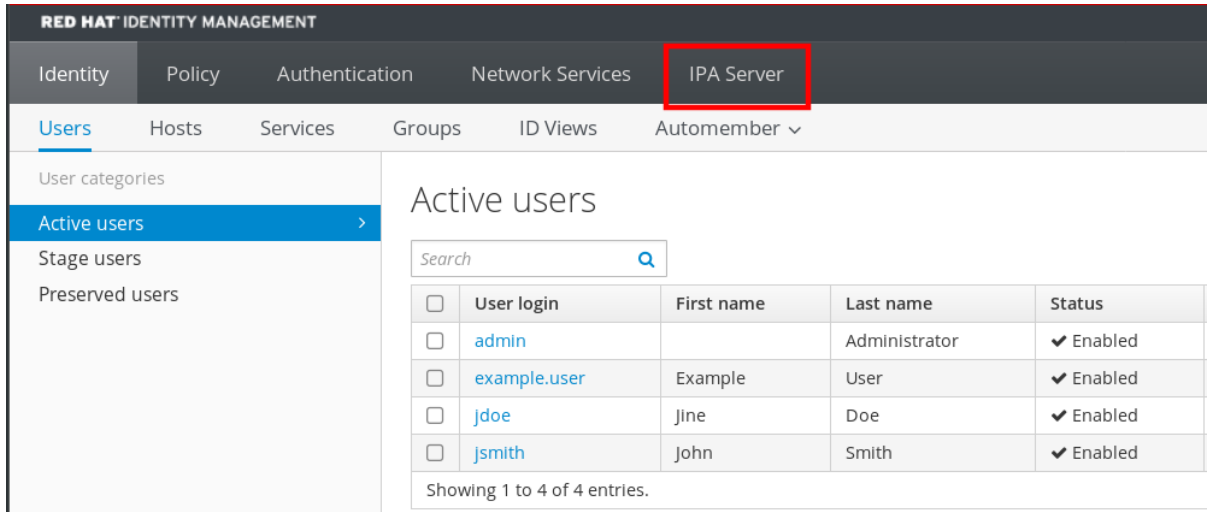 RED HAT® IDENTITY MANAGEMENT
Identity Policy Authentication Network Services IPA Server
Users Hosts Services Groups ID Views Automember
User categories
Active users
Stage users
Preserved users
Active users
Search
User login First name Last name Status
admin Administrator Enabled
example.user Example User Enabled
jdoe Jine Doe Enabled
jsmith John Smith Enabled
Showing 1 to 4 of 4 entries.